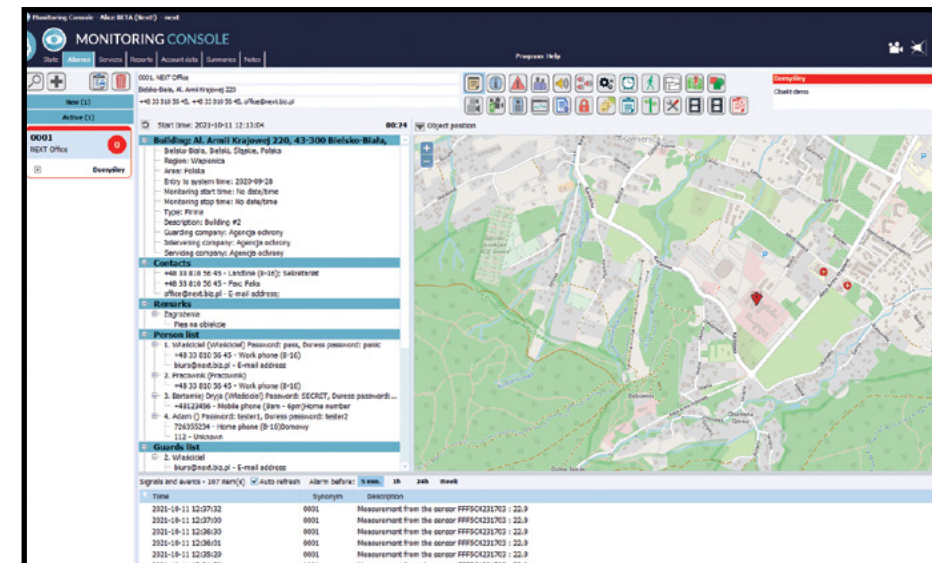 Monitoring Console - Alice BETA (Next!) - next
MONITORING CONSOLE
State Alarms Services Reports Account data Summaries Notes
Program Help
New (1)
Active (1)
0001
NEXT Office
0
Domyślny
0001, NEXT Office
Bielsko-Biała, Al. Armii Krajowej 220
+48 33 810 56 45, +48 33 810 56 45, office@next.biz.pl
Domyślny
Obiekt demo
Start time: 2021-10-11 12:13:04
00:24
Object position
Building: Al. Armii Krajowej 220, 43-300 Bielsko-Biała,
Bielsko-Biała, Bielski, Śląskie, Polska
Region: Wapienica
Area: Polska
Entry to system time: 2020-09-28
Monitoring start time: No date/time
Monitoring stop time: No date/time
Type: Firma
Description: Building #2
Guarding company: Agencja ochrony
Intervening company: Agencja ochrony
Servicing company: Agencja ochrony
Contacts
+48 33 810 56 45 - Landline (8-16); Sekretariat
+48 33 810 56 45 - Fax: Faks
office@next.biz.pl - E-mail address;
Remarks
Zagrożenia
Pies na obiekcie
Person list
1. Właściciel (Właściciel) Password: pass, Duress password: panic
+48 33 810 56 45 - Work phone (8-16)
biuro@next.biz.pl - E-mail address
2. Pracownik (Pracownik)
+48 33 810 56 45 - Work phone (8-16)
3. Bartomiej Dryja (Właściciel) Password: SECRET, Duress password:...
+43123456 - Mobile phone (8am - 6pm)Home number
4. Adam () Password: tester1, Duress password: tester2
726355234 - Home phone (8-16)Domowy
112 - Unknown
Guards list
2. Właściciel
biuro@next.biz.pl - E-mail address
Signals and events - 187 item(s) Auto refresh Alarm before: 5 min. 1h 24h Week
Time Synonym Description
2021-10-11 12:37:32 0001 Measurement from the sensor FFF5C4231703 : 22.9
2021-10-11 12:37:00 0001 Measurement from the sensor FFF5C4231703 : 22.9
2021-10-11 12:36:30 0001 Measurement from the sensor FFF5C4231703 : 22.9
2021-10-11 12:36:01 0001 Measurement from the sensor FFF5C4231703 : 22.9
2021-10-11 12:35:29 0001 Measurement from the sensor FFF5C4231703 : 22.9